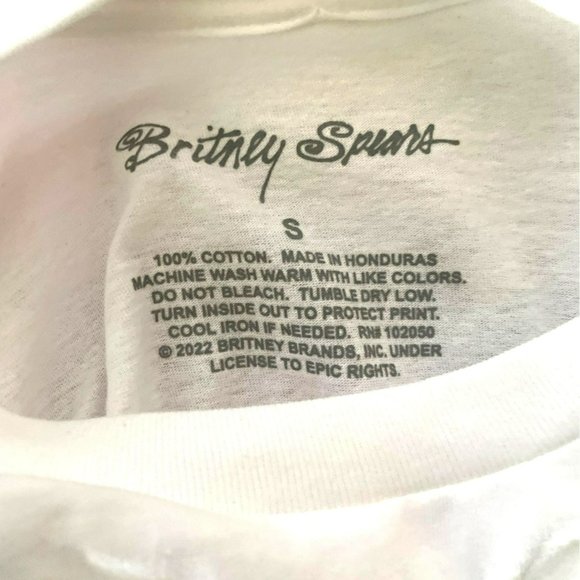 Britney Spears
S
100% COTTON. MADE IN HONDURAS
MACHINE WASH WARM WITH LIKE COLORS.
DO NOT BLEACH. TUMBLE DRY LOW.
TURN INSIDE OUT TO PROTECT PRINT.
COOL IRON IF NEEDED. RN# 102050
© 2022 BRITNEY BRANDS, INC. UNDER
LICENSE TO EPIC RIGHTS.